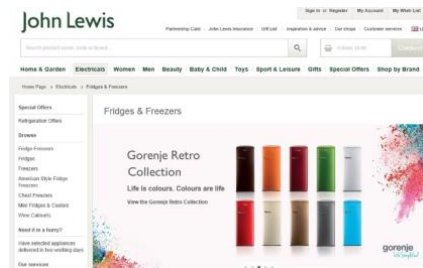 Sign in or Register My Account My Wish List
John Lewis
Partnership Card John Lewis Insurance Gift List Inspiration & advice Our shops Customer services
Home & Garden Electricals Women Men Beauty Baby & Child Toys Sport & Leisure Gifts Special Offers Shop by Brand
Home Page > Electricals > Fridges & Freezers
Special Offers
Refrigeration Offers
Browse
Fridge Freezers
Fridges
Freezers
American Style Fridge
Freezers
Chest Freezers
Mini Fridges & Coolers
Wine Cabinets
Need it in a hurry?
Have selected appliances
delivered in two working days
Our services
Fridges & Freezers
Gorenje Retro
Collection
Life is colours. Colours are life
View the Gorenje Retro Collection
gorenje